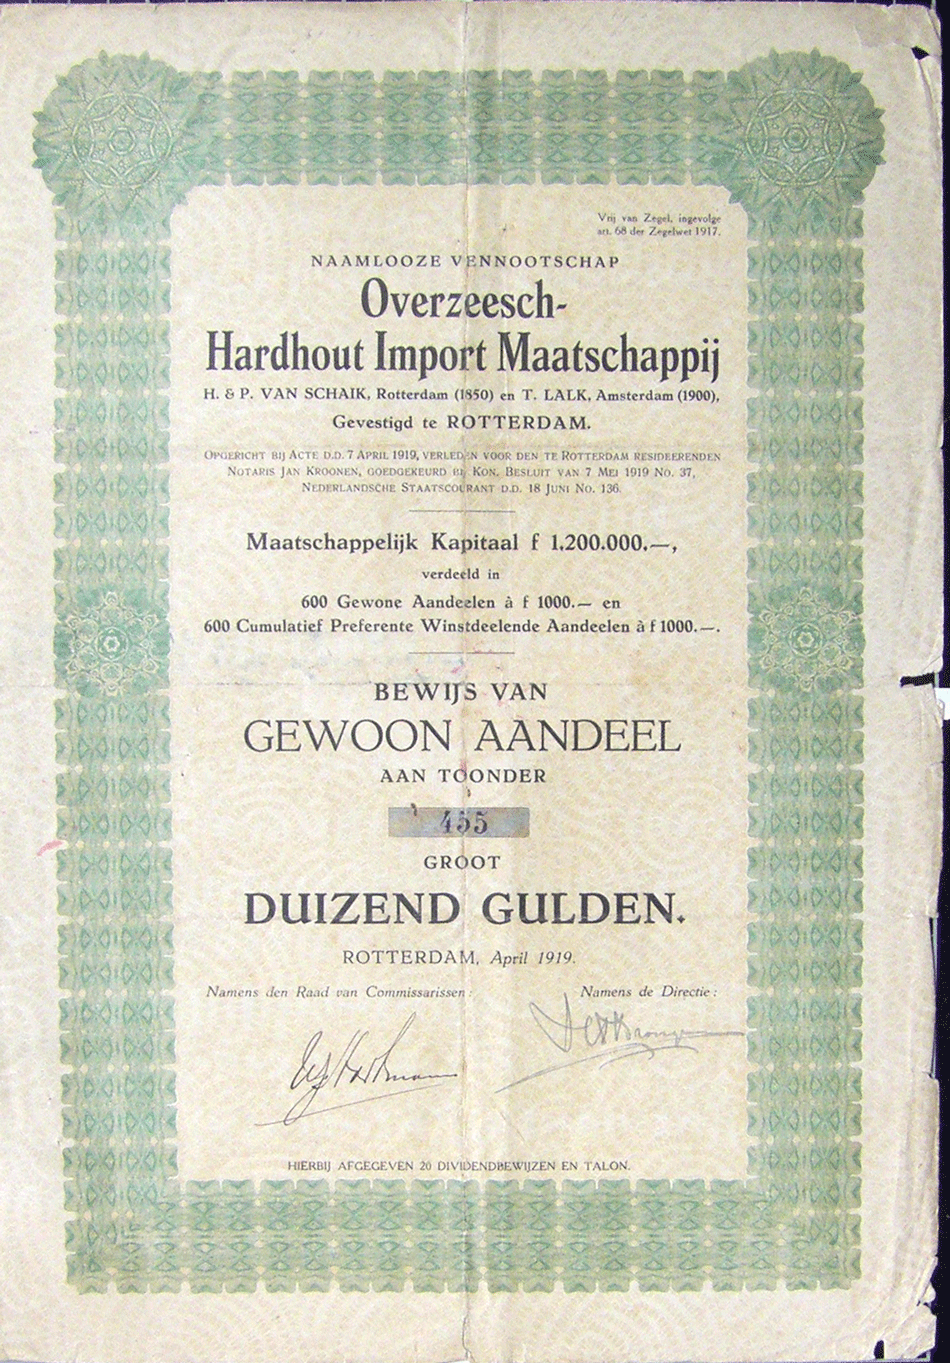 Vrij van Zegel, ingevolge
art. 68 der Zegelwet 1917.
NAAMLOOZE VENNOOTSCHAP
Overzeesch-
Hardhout Import Maatschappij
H. & P. VAN SCHAIK, Rotterdam (1850) en T. LALK, Amsterdam (1900),
Gevestigd te ROTTERDAM.
OPGERICHT BIJ ACTE D.D. 7 APRIL 1919, VERLEDEN VOOR DEN TE ROTTERDAM RESIDEERENDEN
NOTARIS JAN KROONEN, GOEDGEKEURD BIJ KON. BESLUIT VAN 7 MEI 1919 NO. 37,
NEDERLANDSCHE STAATSCOURANT D.D. 18 JUNI NO. 136.
Maatschappelijk Kapitaal f 1.200.000.—,
verdeeld in
600 Gewone Aandeelen à f 1000.— en
600 Cumulatief Preferente Winstdeelende Aandeelen à f 1000.—.
BEWIJS VAN
GEWOON AANDEEL
AAN TOONDER
455
GROOT
DUIZEND GULDEN.
ROTTERDAM, April 1919.
Namens den Raad van Commissarissen:
Namens de Directie:
HIERBIJ AFGEGEVEN 20 DIVIDENDBEWIJZEN EN TALON.